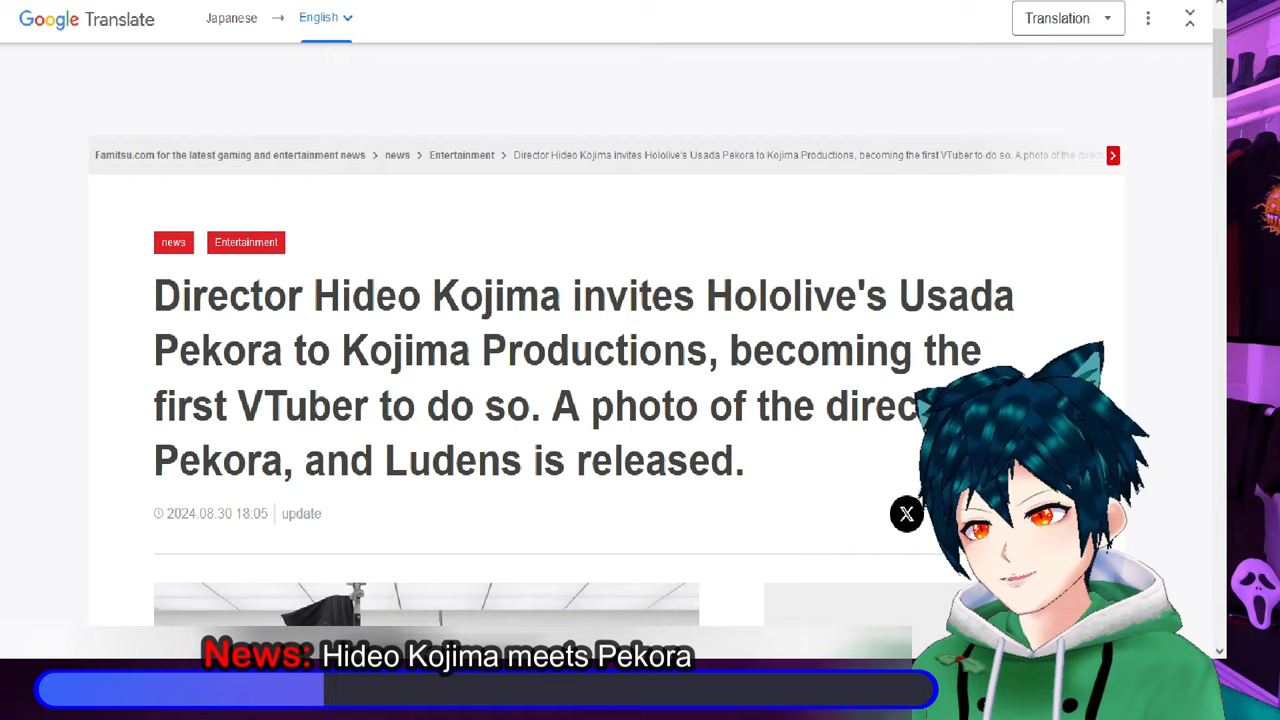 Google Translate
Japanese → English
Translation
Famitsu.com for the latest gaming and entertainment news > news > Entertainment > Director Hideo Kojima invites Hololive's Usada Pekora to Kojima Productions, becoming the first VTuber to do so. A photo of the
news
Entertainment
Director Hideo Kojima invites Hololive's Usada
Pekora to Kojima Productions, becoming the
first VTuber to do so. A photo of the direc
Pekora, and Ludens is released.
2024.08.30 18:05 update
News: Hideo Kojima meets Pekora